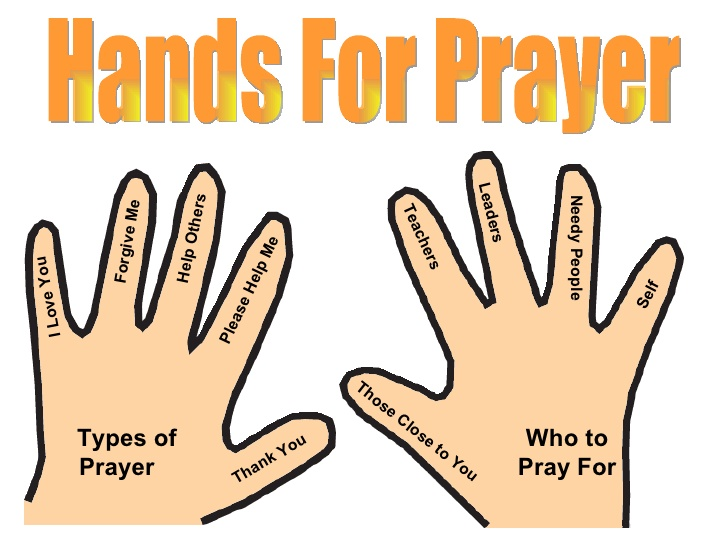 Hands For Prayer
I Love You
Forgive Me
Help Others
Please Help Me
Thank You
Types of
Prayer
Those Close to You
Teachers
Leaders
Needy People
Self
Who to
Pray For